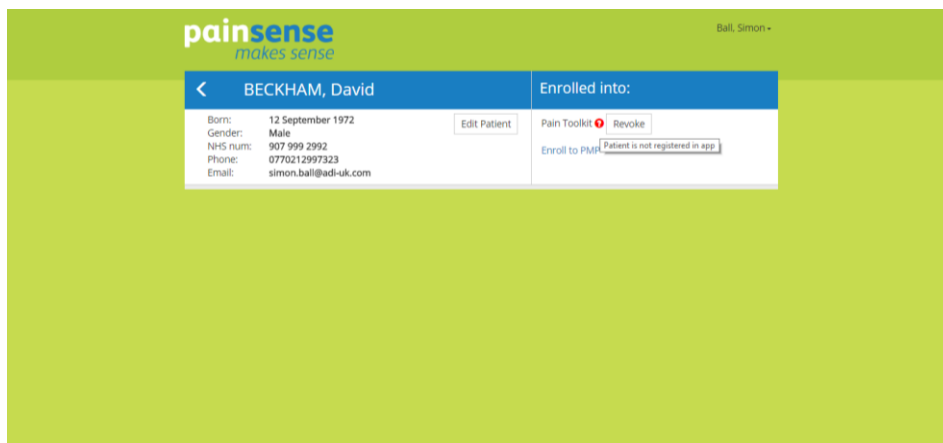 painsense
makes sense
Ball, Simon
BECKHAM, David
Born: 12 September 1972
Gender: Male
NHS num: 907 999 2992
Phone: 0770212997323
Email: simon.ball@adi-uk.com
Edit Patient
Enrolled into:
Pain Toolkit ? Revoke
Patient is not registered in app
Enroll to PMP